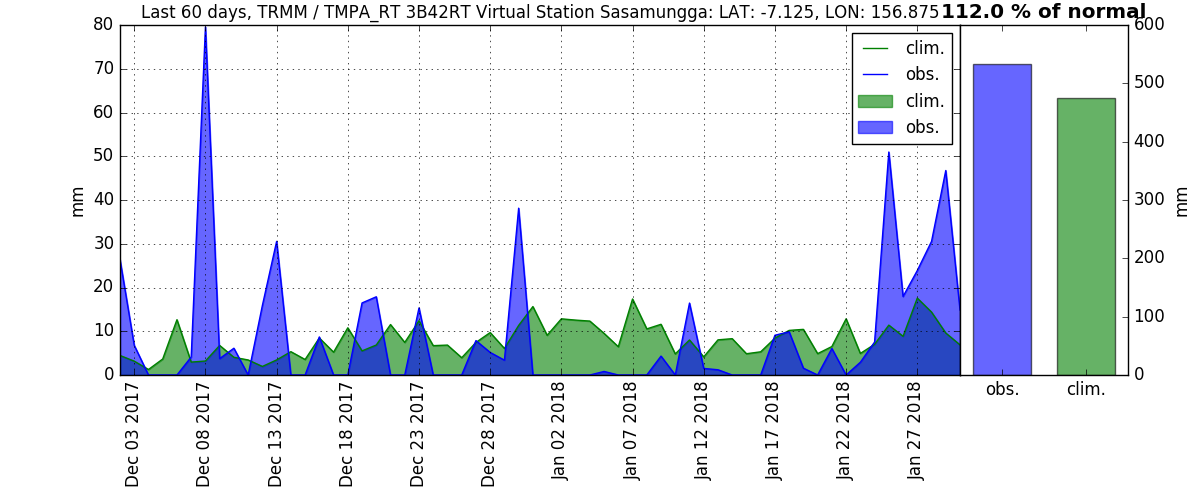 Last 60 days, TRMM / TMPA_RT 3B42RT Virtual Station Sasamungga: LAT: -7.125, LON: 156.875
112.0 % of normal
80
70
60
50
40
30
20
10
0
mm
clim.
obs.
clim.
obs.
Dec 03 2017
Dec 08 2017
Dec 13 2017
Dec 18 2017
Dec 23 2017
Dec 28 2017
Jan 02 2018
Jan 07 2018
Jan 12 2018
Jan 17 2018
Jan 22 2018
Jan 27 2018
600
500
400
300
200
100
0
mm
obs.
clim.